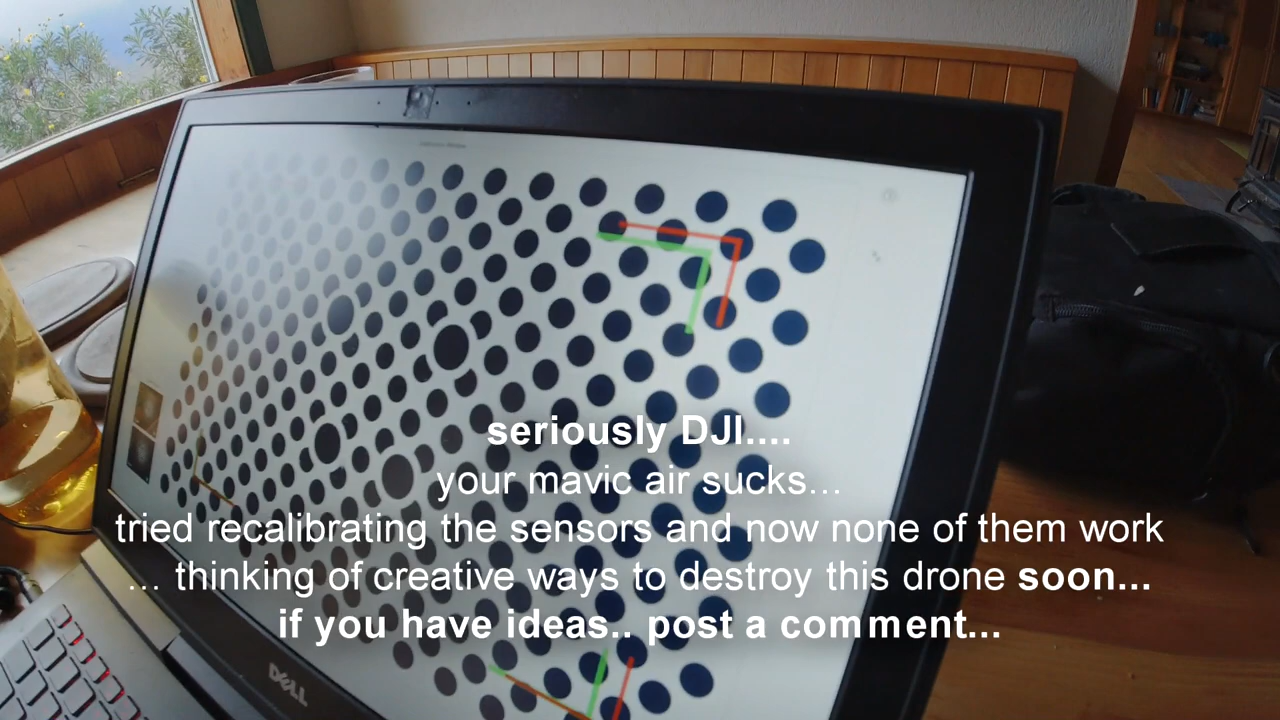 seriously DJI....
your mavic air sucks...
tried recalibrating the sensors and now none of them work
... thinking of creative ways to destroy this drone soon...
if you have ideas.. post a comment...
DELL